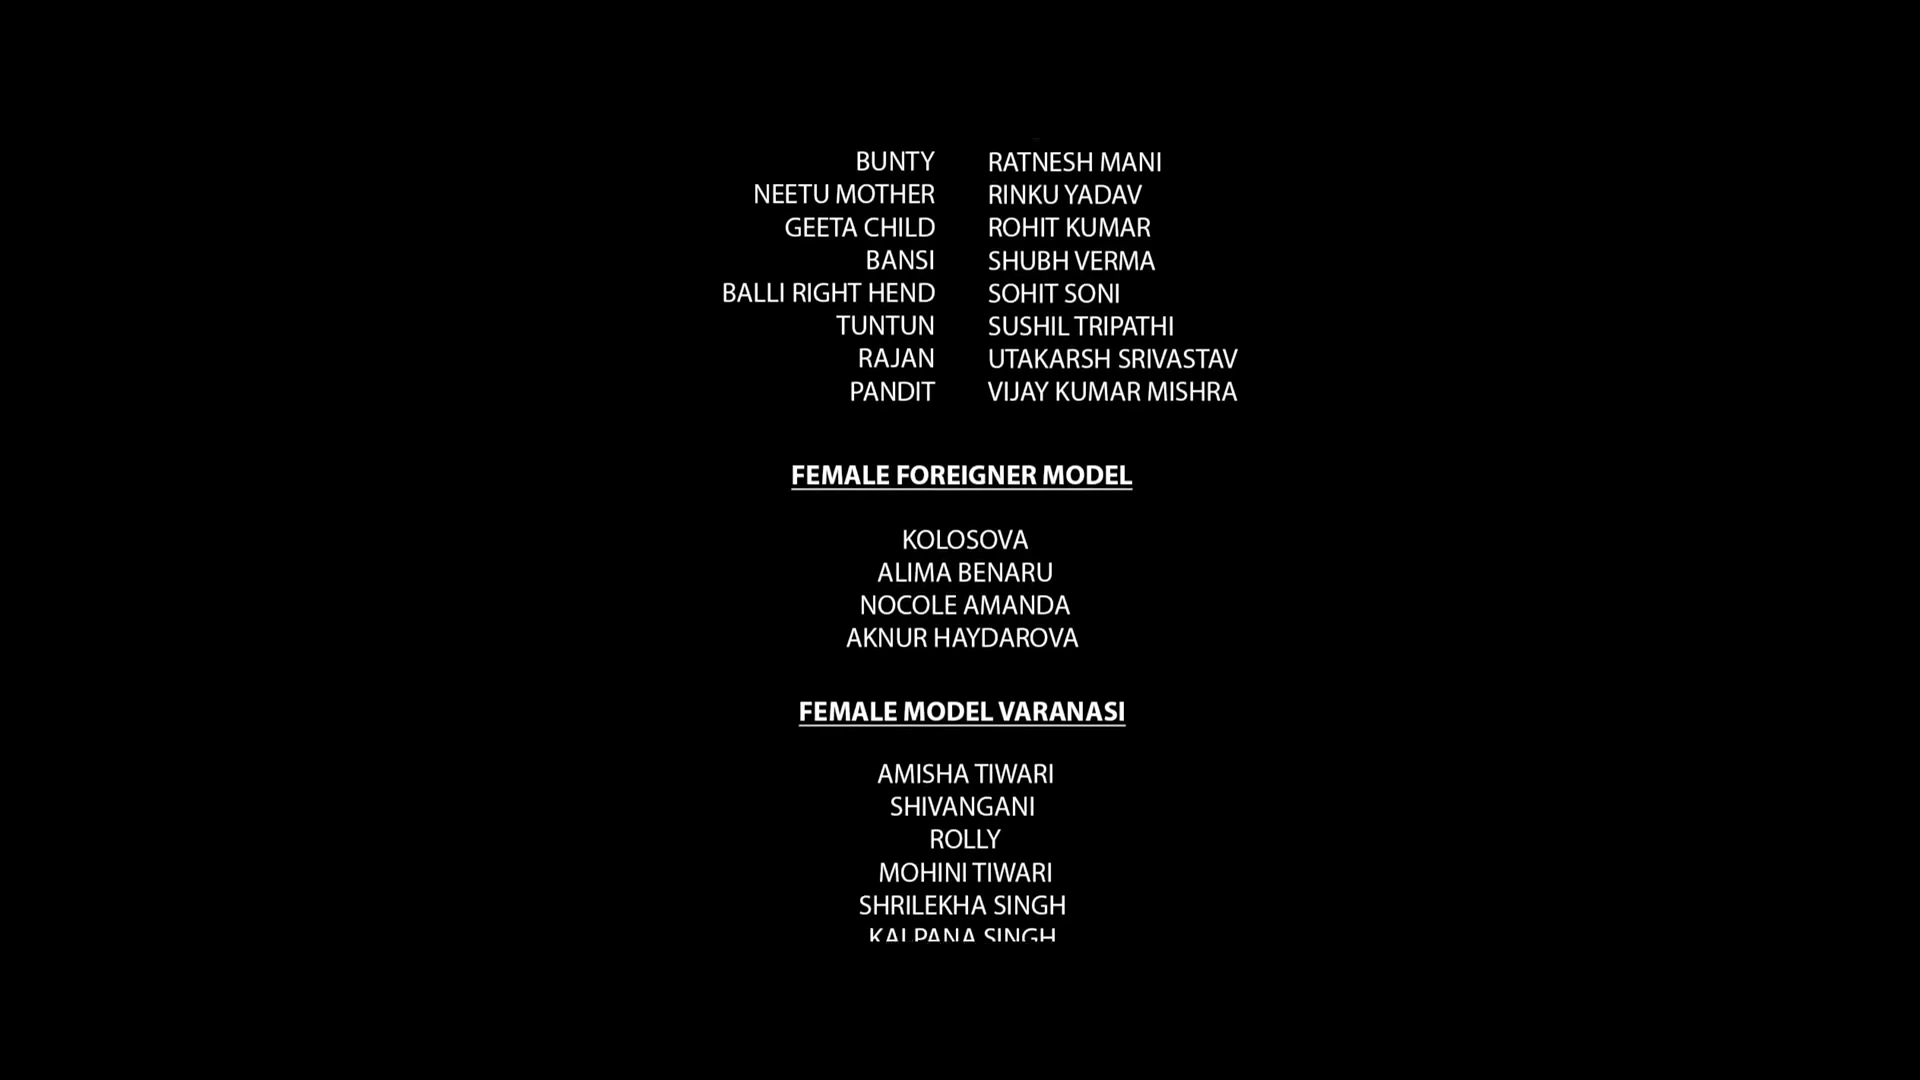 BUNTY RATNESH MANI
NEETU MOTHER RINKU YADAV
GEETA CHILD ROHIT KUMAR
BANSI SHUBH VERMA
BALLI RIGHT HEND SOHIT SONI
TUNTUN SUSHIL TRIPATHI
RAJAN UTAKARSH SRIVASTAV
PANDIT VIJAY KUMAR MISHRA
FEMALE FOREIGNER MODEL
KOLOSOVA
ALIMA BENARU
NOCOLE AMANDA
AKNUR HAYDAROVA
FEMALE MODEL VARANASI
AMISHA TIWARI
SHIVANGANI
ROLLY
MOHINI TIWARI
SHRILEKHA SINGH
KALPANA SINGH